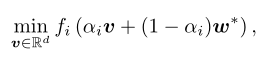 min_{v∈ℝ^d} f_i (α_i v + (1 − α_i) w*) ,